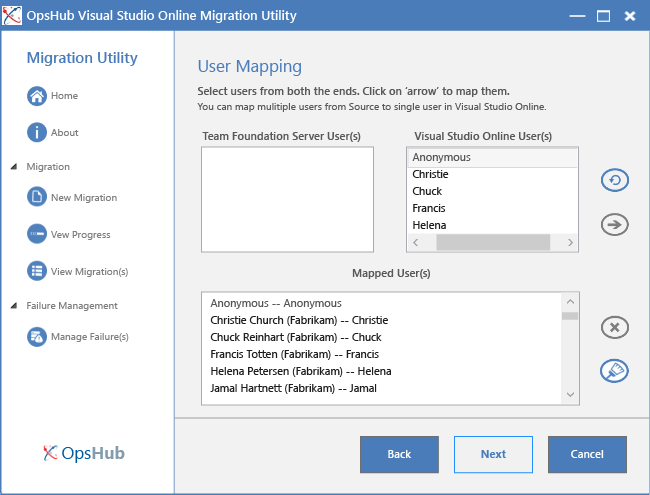 OpsHub Visual Studio Online Migration Utility
Migration Utility
Home
About
Migration
New Migration
Vew Progress
View Migration(s)
Failure Management
Manage Failure(s)
OpsHub
User Mapping
Select users from both the ends. Click on ‘arrow’ to map them.
You can map mulitiple users from Source to single user in Visual Studio Online.
Team Foundation Server User(s)
Visual Studio Online User(s)
Anonymous
Christie
Chuck
Francis
Helena
Mapped User(s)
Anonymous -- Anonymous
Christie Church (Fabrikam) -- Christie
Chuck Reinhart (Fabrikam) -- Chuck
Francis Totten (Fabrikam) -- Francis
Helena Petersen (Fabrikam) -- Helena
Jamal Hartnett (Fabrikam) -- Jamal
Back
Next
Cancel